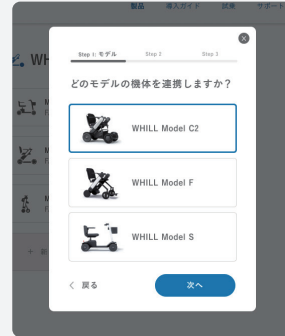 製品 導入ガイド 試乗 サポート
WH
Step 1: モデル Step 2 Step 3
どのモデルの機体を連携しますか？
WHILL Model C2
WHILL Model F
WHILL Model S
+ 新
戻る
次へ